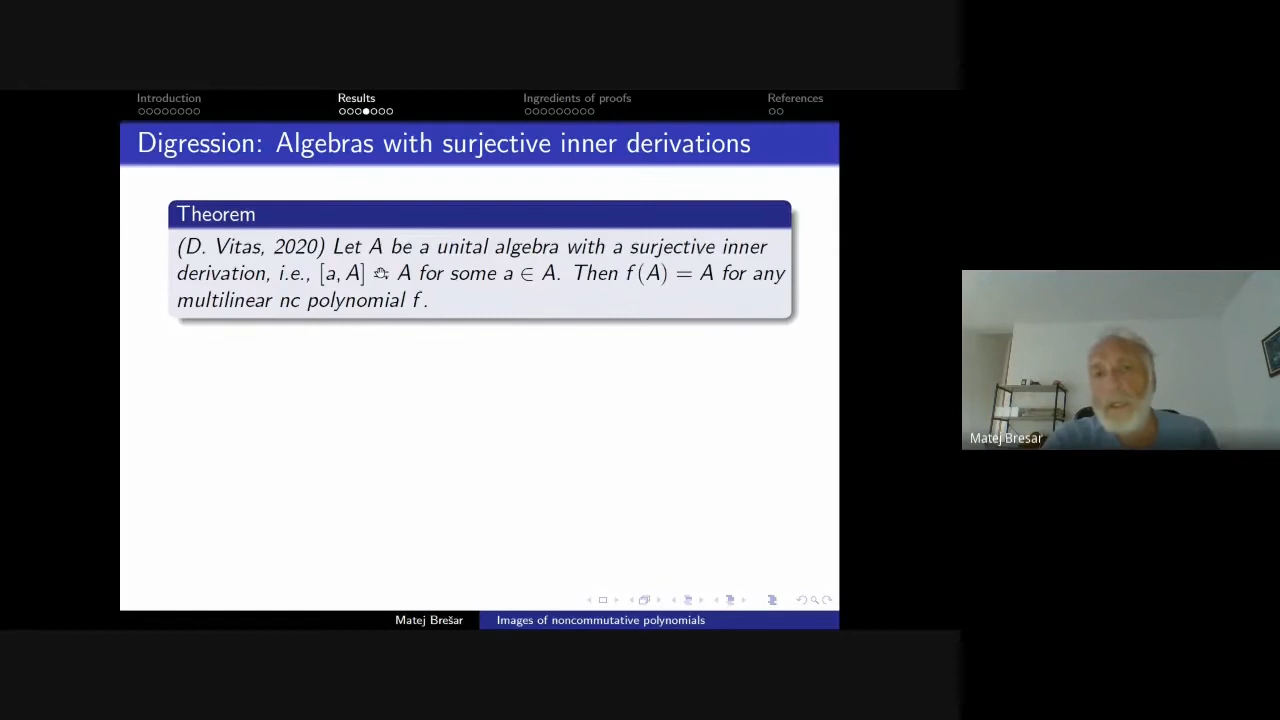 Introduction
Results
Ingredients of proofs
References
Digression: Algebras with surjective inner derivations
Theorem
(D. Vitas, 2020) Let A be a unital algebra with a surjective inner
derivation, i.e., [a, A] A for some a ∈ A. Then f(A) = A for any
multilinear nc polynomial f.
Matej Bresar
Matej Brešar
Images of noncommutative polynomials